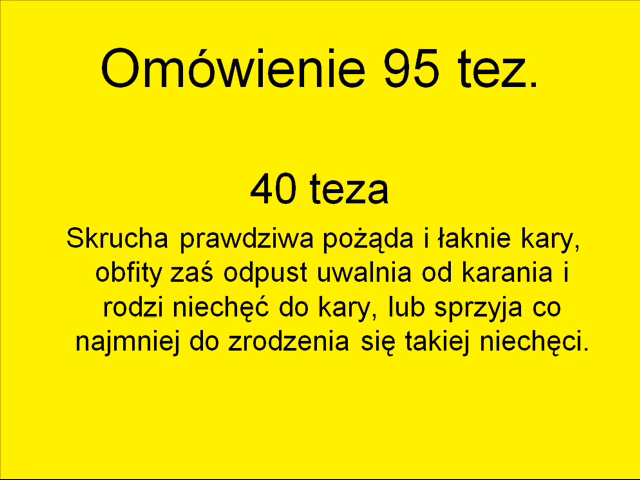 Omówienie 95 tez.
40 teza
Skrucha prawdziwa pożąda i łaknie kary,
obfity zaś odpust uwalnia od karania i
rodzi niechęć do kary, lub sprzyja co
najmniej do zrodzenia się takiej niechęci.